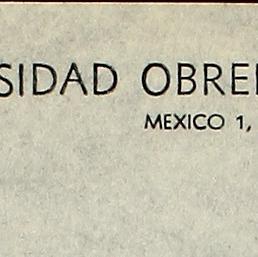 SIDAD OBRE
MEXICO 1,